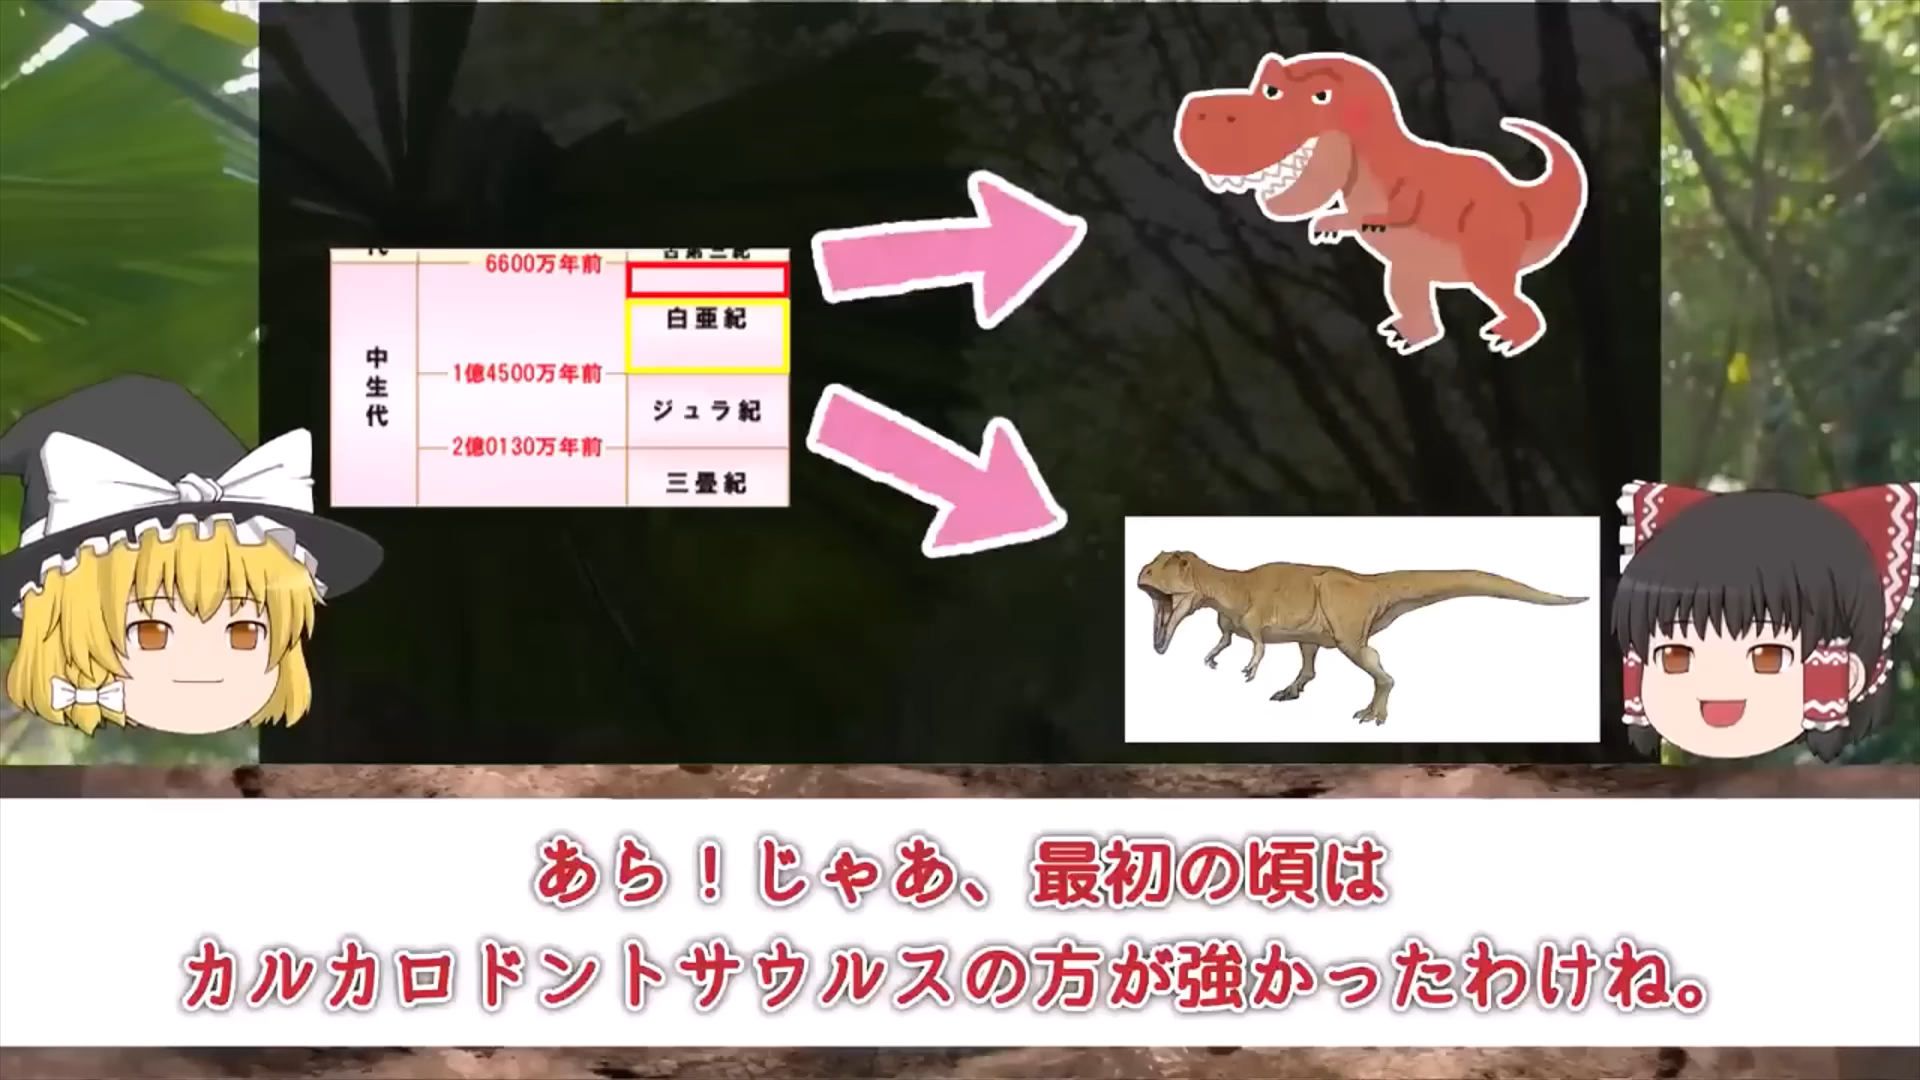 6600万年前
白亜紀
中生代
1億4500万年前
ジュラ紀
2億0130万年前
三畳紀
あら！じゃあ、最初の頃は
カルカロドントサウルスの方が強かったわけね。